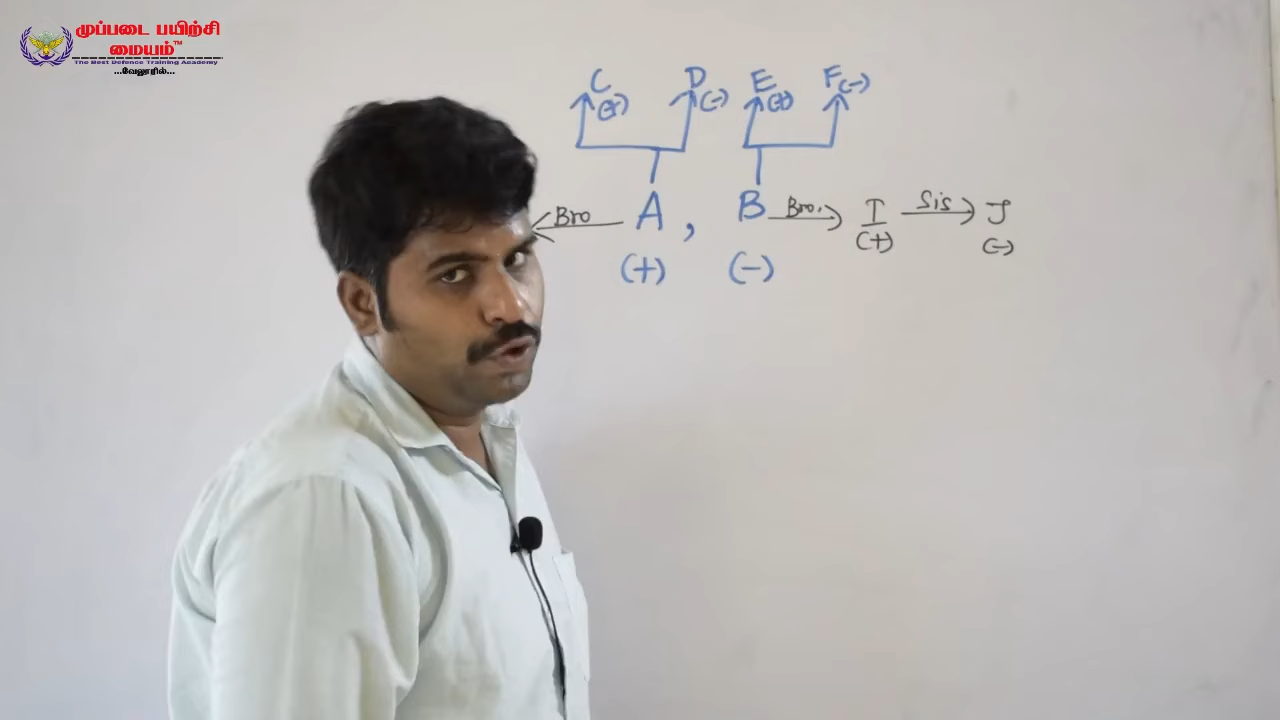 முப்படை பயிற்சி
மையம்™
The Best Defence Training Academy
...வேலூரில்...
C D E F
(+) (-) (+) (-)
Bro A , B Bro. I Sis J
(+) (-) (+) (-)